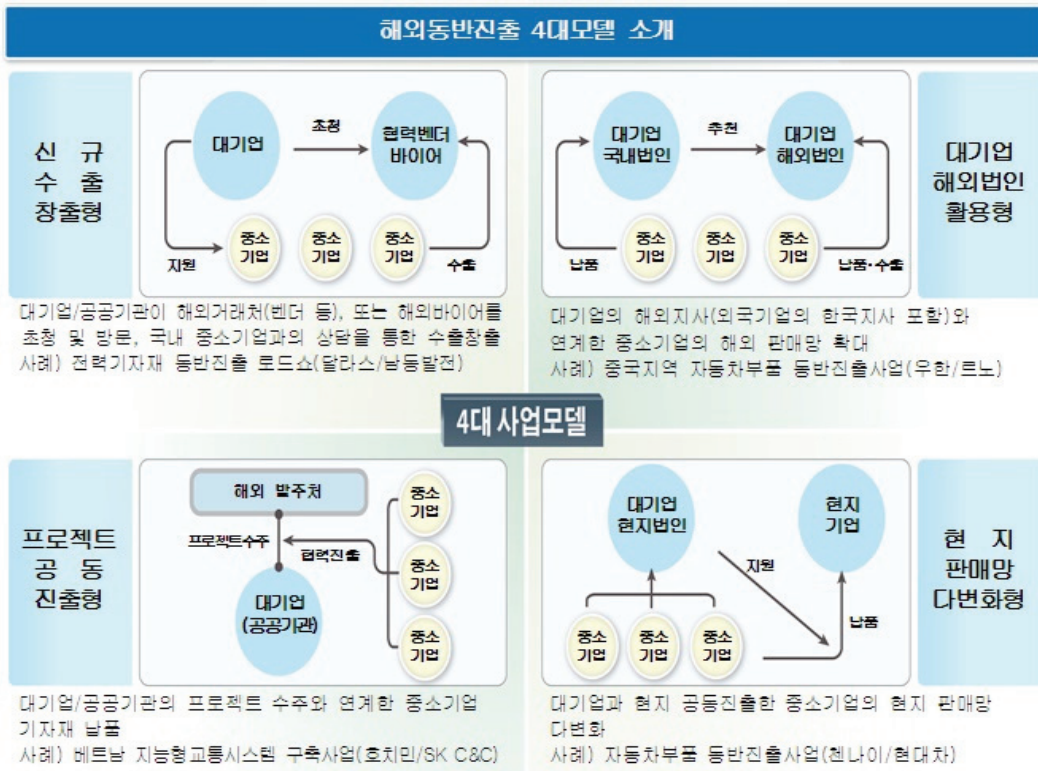 해외동반진출 4대모델 소개
신 규
수 출
창출형
대기업
초청
협력벤더
바이어
지원
중소
기업
중소
기업
중소
기업
수출
대기업/공공기관이 해외거래처(벤더 등), 또는 해외바이어를
초청 및 방문, 국내 중소기업과의 상담을 통한 수출창출
사례) 전력기자재 동반진출 로드쇼(달라스/남동발전)
대기업
국내법인
추천
대기업
해외법인
납품
중소
기업
중소
기업
중소
기업
납품·수출
대기업
해외법인
활용형
대기업의 해외지사(외국기업의 한국지사 포함)와
연계한 중소기업의 해외 판매망 확대
사례) 중국지역 자동차부품 동반진출사업(우한/르노)
4대 사업모델
프로젝트
공 동
진출형
해외 발주처
프로젝트수주
협력진출
대기업
(공공기관)
중소
기업
중소
기업
중소
기업
대기업/공공기관의 프로젝트 수주와 연계한 중소기업
기자재 납품
사례) 베트남 지능형교통시스템 구축사업(호치민/SK C&C)
대기업
현지법인
현지
기업
지원
납품
중소
기업
중소
기업
중소
기업
현 지
판매망
다변화형
대기업과 현지 공동진출한 중소기업의 현지 판매망
다변화
사례) 자동차부품 동반진출사업(첸나이/현대차)